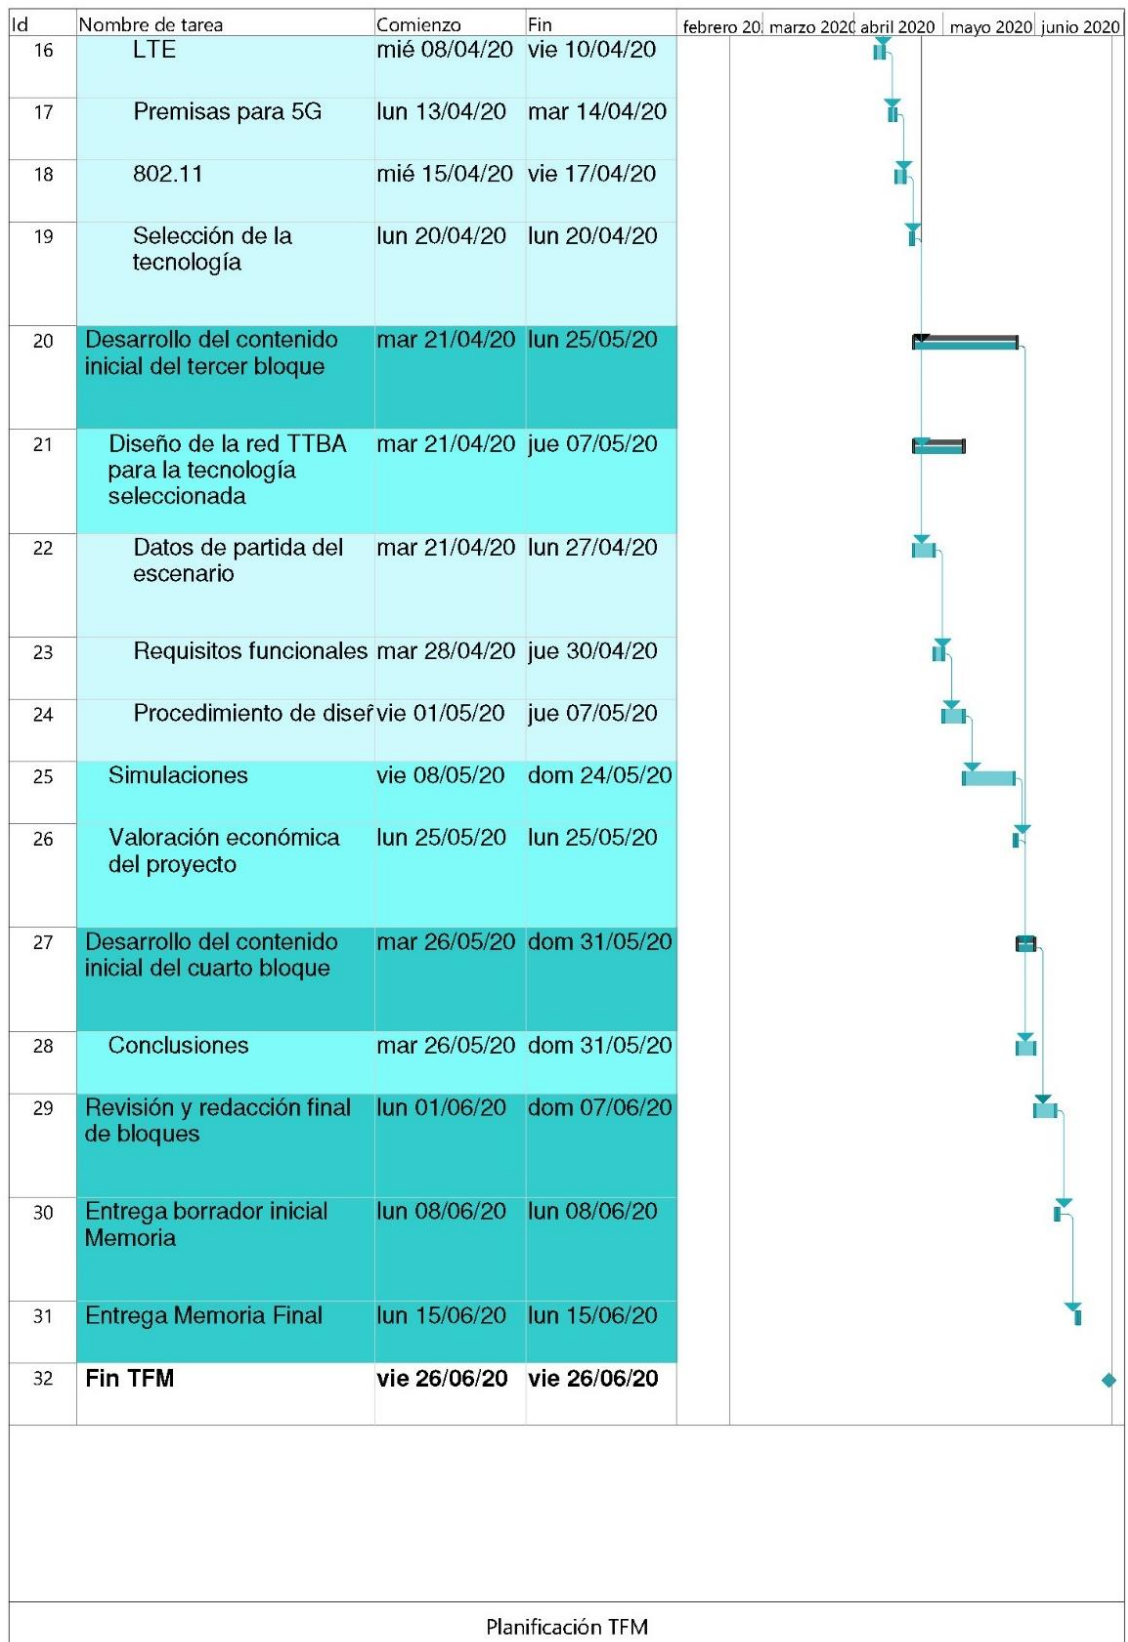 Id Nombre de tarea Comienzo Fin febrero 20 marzo 2020 abril 2020 mayo 2020 junio 2020
16 LTE mié 08/04/20 vie 10/04/20
17 Premisas para 5G lun 13/04/20 mar 14/04/20
18 802.11 mié 15/04/20 vie 17/04/20
19 Selección de la lun 20/04/20 lun 20/04/20
tecnología
20 Desarrollo del contenido mar 21/04/20 lun 25/05/20
inicial del tercer bloque
21 Diseño de la red TTBA mar 21/04/20 jue 07/05/20
para la tecnología
seleccionada
22 Datos de partida del mar 21/04/20 lun 27/04/20
escenario
23 Requisitos funcionales mar 28/04/20 jue 30/04/20
24 Procedimiento de diseñ vie 01/05/20 jue 07/05/20
25 Simulaciones vie 08/05/20 dom 24/05/20
26 Valoración económica lun 25/05/20 lun 25/05/20
del proyecto
27 Desarrollo del contenido mar 26/05/20 dom 31/05/20
inicial del cuarto bloque
28 Conclusiones mar 26/05/20 dom 31/05/20
29 Revisión y redacción final lun 01/06/20 dom 07/06/20
de bloques
30 Entrega borrador inicial lun 08/06/20 lun 08/06/20
Memoria
31 Entrega Memoria Final lun 15/06/20 lun 15/06/20
32 Fin TFM vie 26/06/20 vie 26/06/20
Planificación TFM